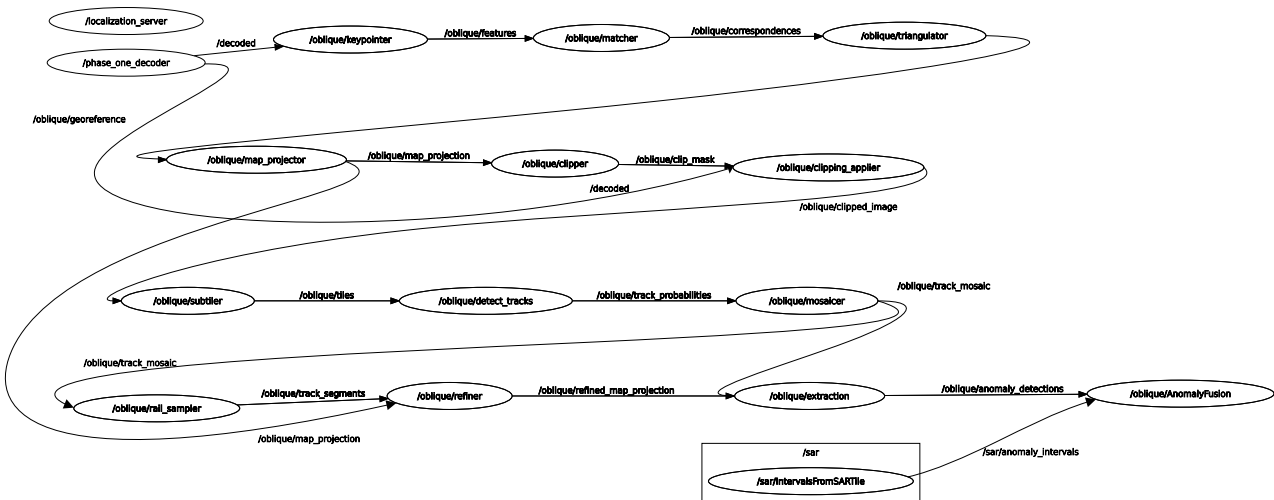 /localization_server
/phase_one_decoder
/decoded
/oblique/keypointer
/oblique/features
/oblique/matcher
/oblique/correspondences
/oblique/triangulator
/oblique/georeference
/oblique/map_projector
/oblique/map_projection
/oblique/clipper
/oblique/clip_mask
/oblique/clipping_applier
/decoded
/oblique/clipped_image
/oblique/subtiler
/oblique/tiles
/oblique/detect_tracks
/oblique/track_probabilities
/oblique/mosaicer
/oblique/track_mosaic
/oblique/track_mosaic
/oblique/rail_sampler
/oblique/track_segments
/oblique/refiner
/oblique/refined_map_projection
/oblique/extraction
/oblique/anomaly_detections
/oblique/AnomalyFusion
/oblique/map_projection
/sar
/sar/anomaly_intervals
/sar/IntervalsFromSARTile